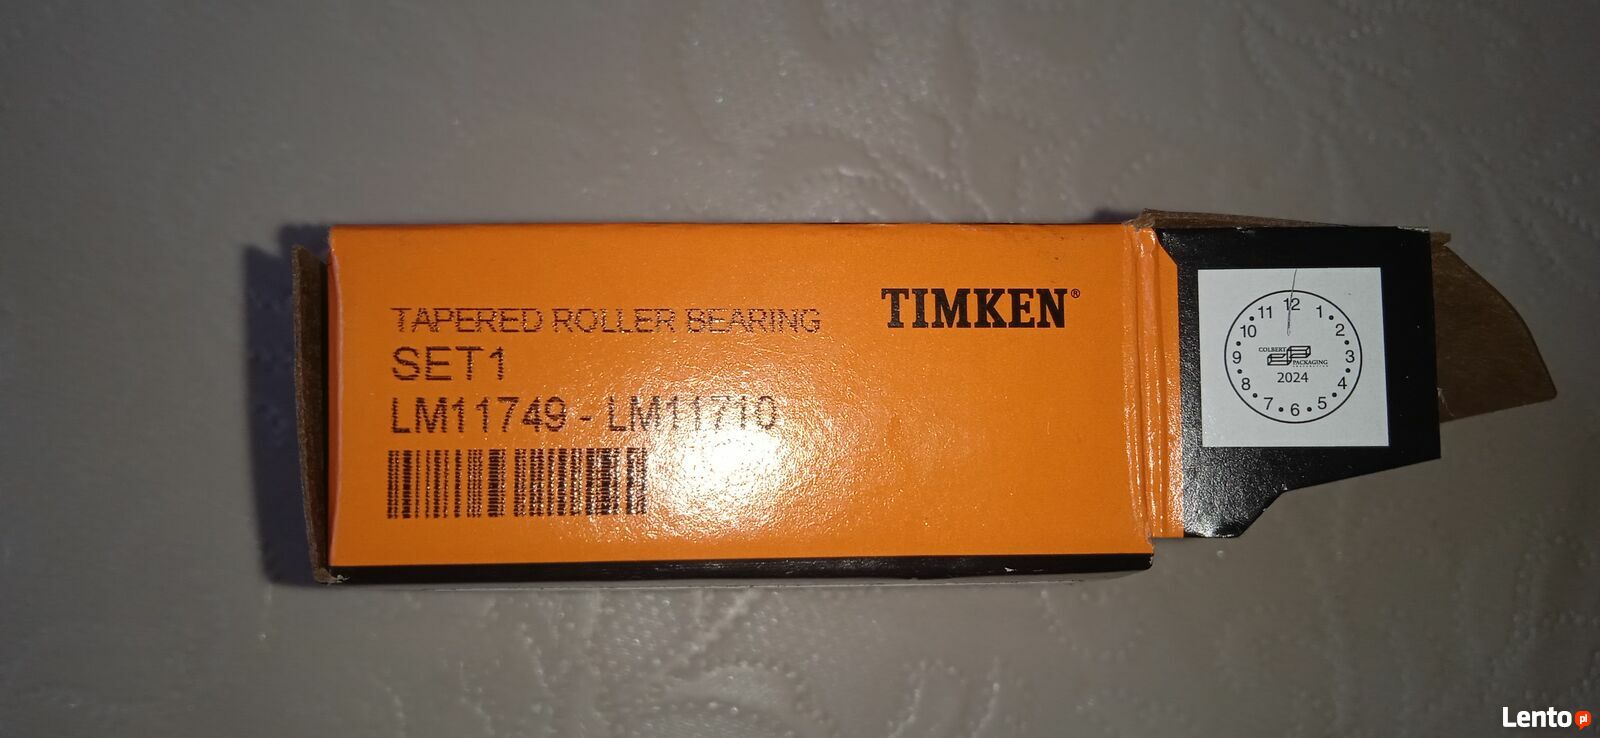 TAPERED ROLLER BEARING
SET1
LM11749 - LM11710
TIMKEN®
12
1
2
3
4
5
6
7
8
9
10
11
COLBERT
PACKAGING
2024
Lento pl